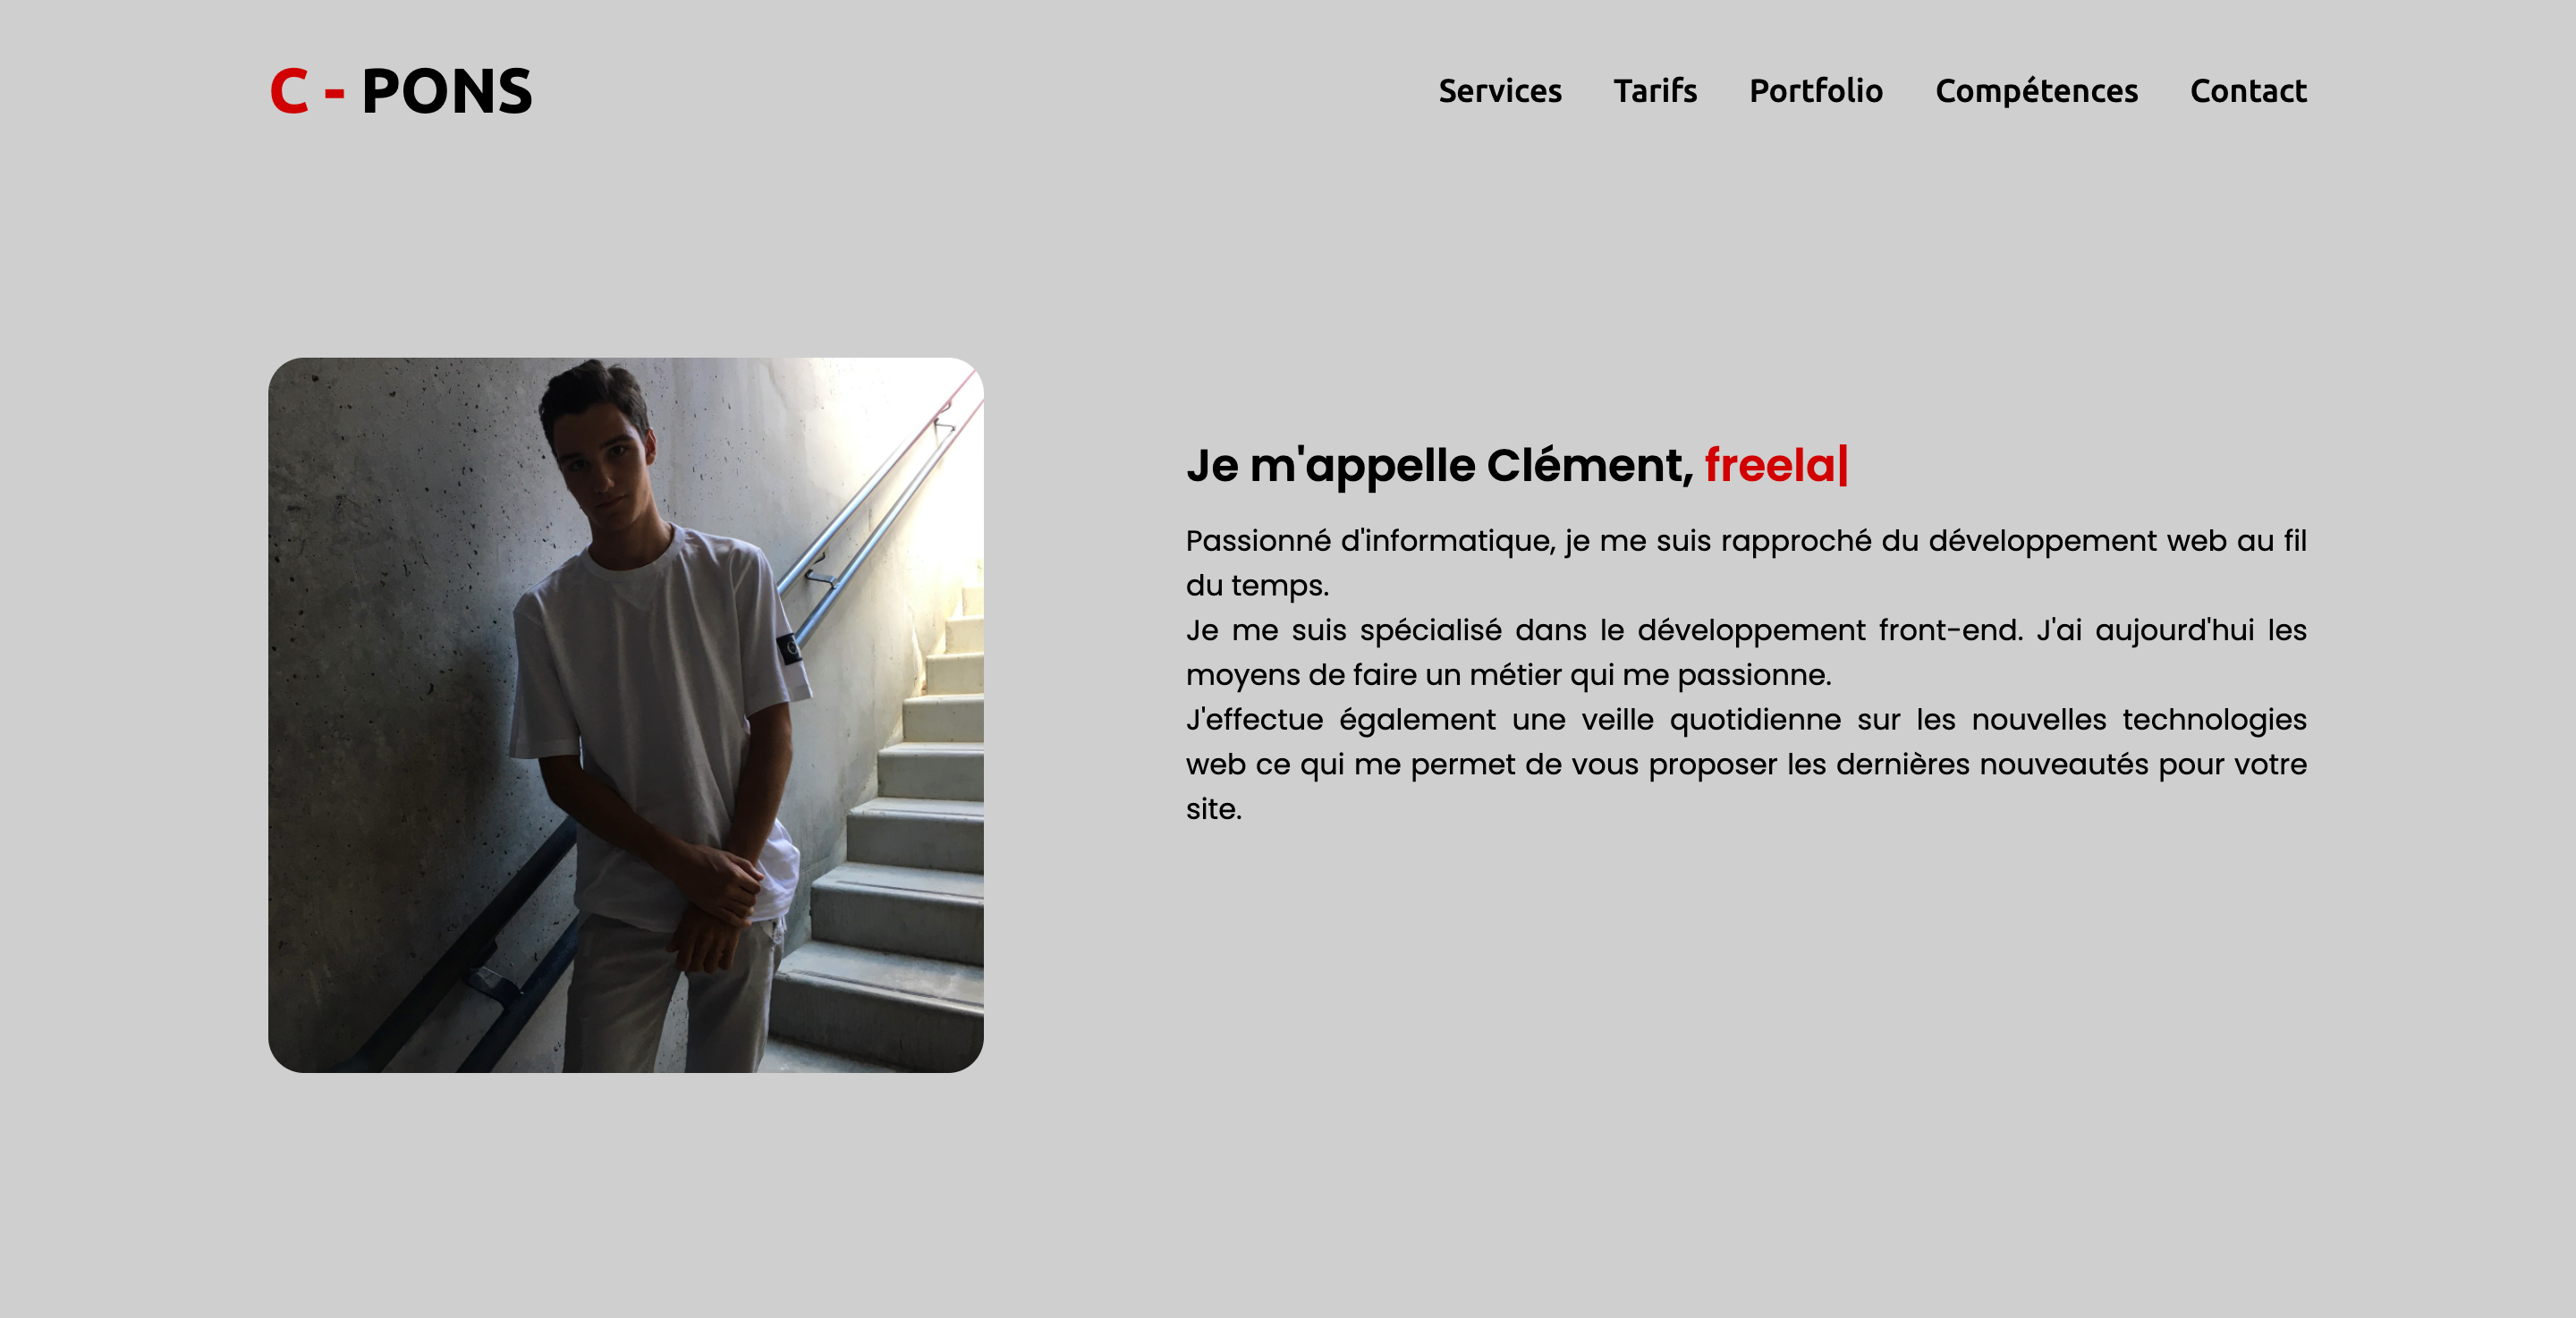 C - PONS
Services Tarifs Portfolio Compétences Contact
Je m'appelle Clément, freela|
Passionné d'informatique, je me suis rapproché du développement web au fil
du temps.
Je me suis spécialisé dans le développement front-end. J'ai aujourd'hui les
moyens de faire un métier qui me passionne.
J'effectue également une veille quotidienne sur les nouvelles technologies
web ce qui me permet de vous proposer les dernières nouveautés pour votre
site.